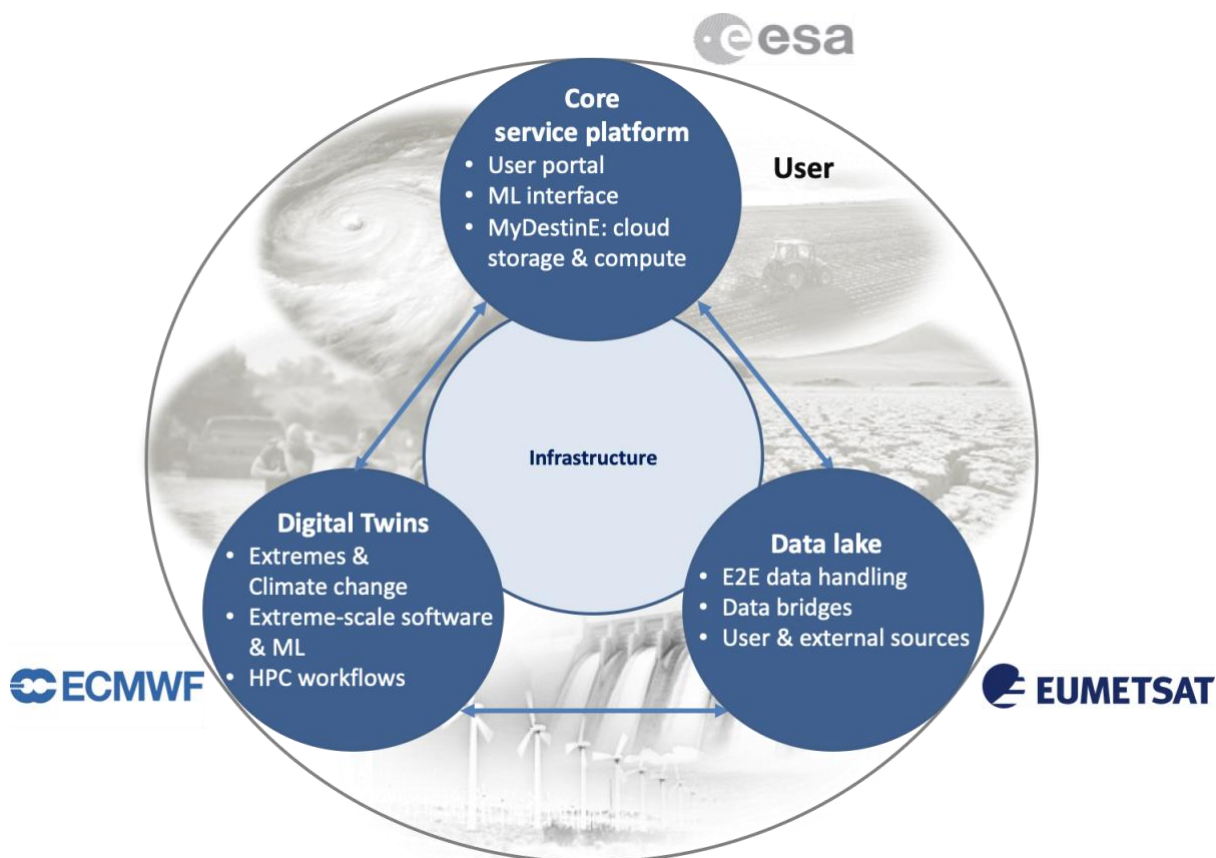 esa
Core
service platform
• User portal
• ML interface
• MyDestinE: cloud
storage & compute
User
Infrastructure
Digital Twins
• Extremes &
Climate change
• Extreme-scale software
& ML
• HPC workflows
Data lake
• E2E data handling
• Data bridges
• User & external sources
ECMWF
EUMETSAT